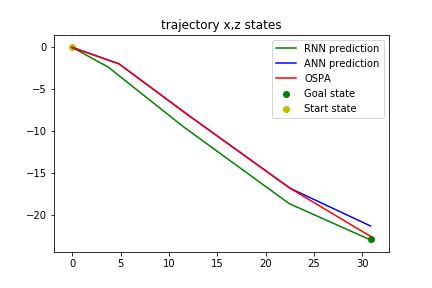 trajectory x,z states
RNN prediction
ANN prediction
OSPA
Goal state
Start state
0
−5
−10
−15
−20
0 5 10 15 20 25 30